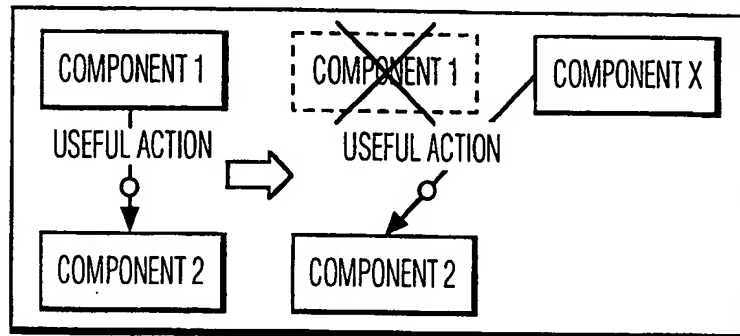 COMPONENT 1
USEFUL ACTION
COMPONENT 2
COMPONENT 1
COMPONENT X
USEFUL ACTION
COMPONENT 2